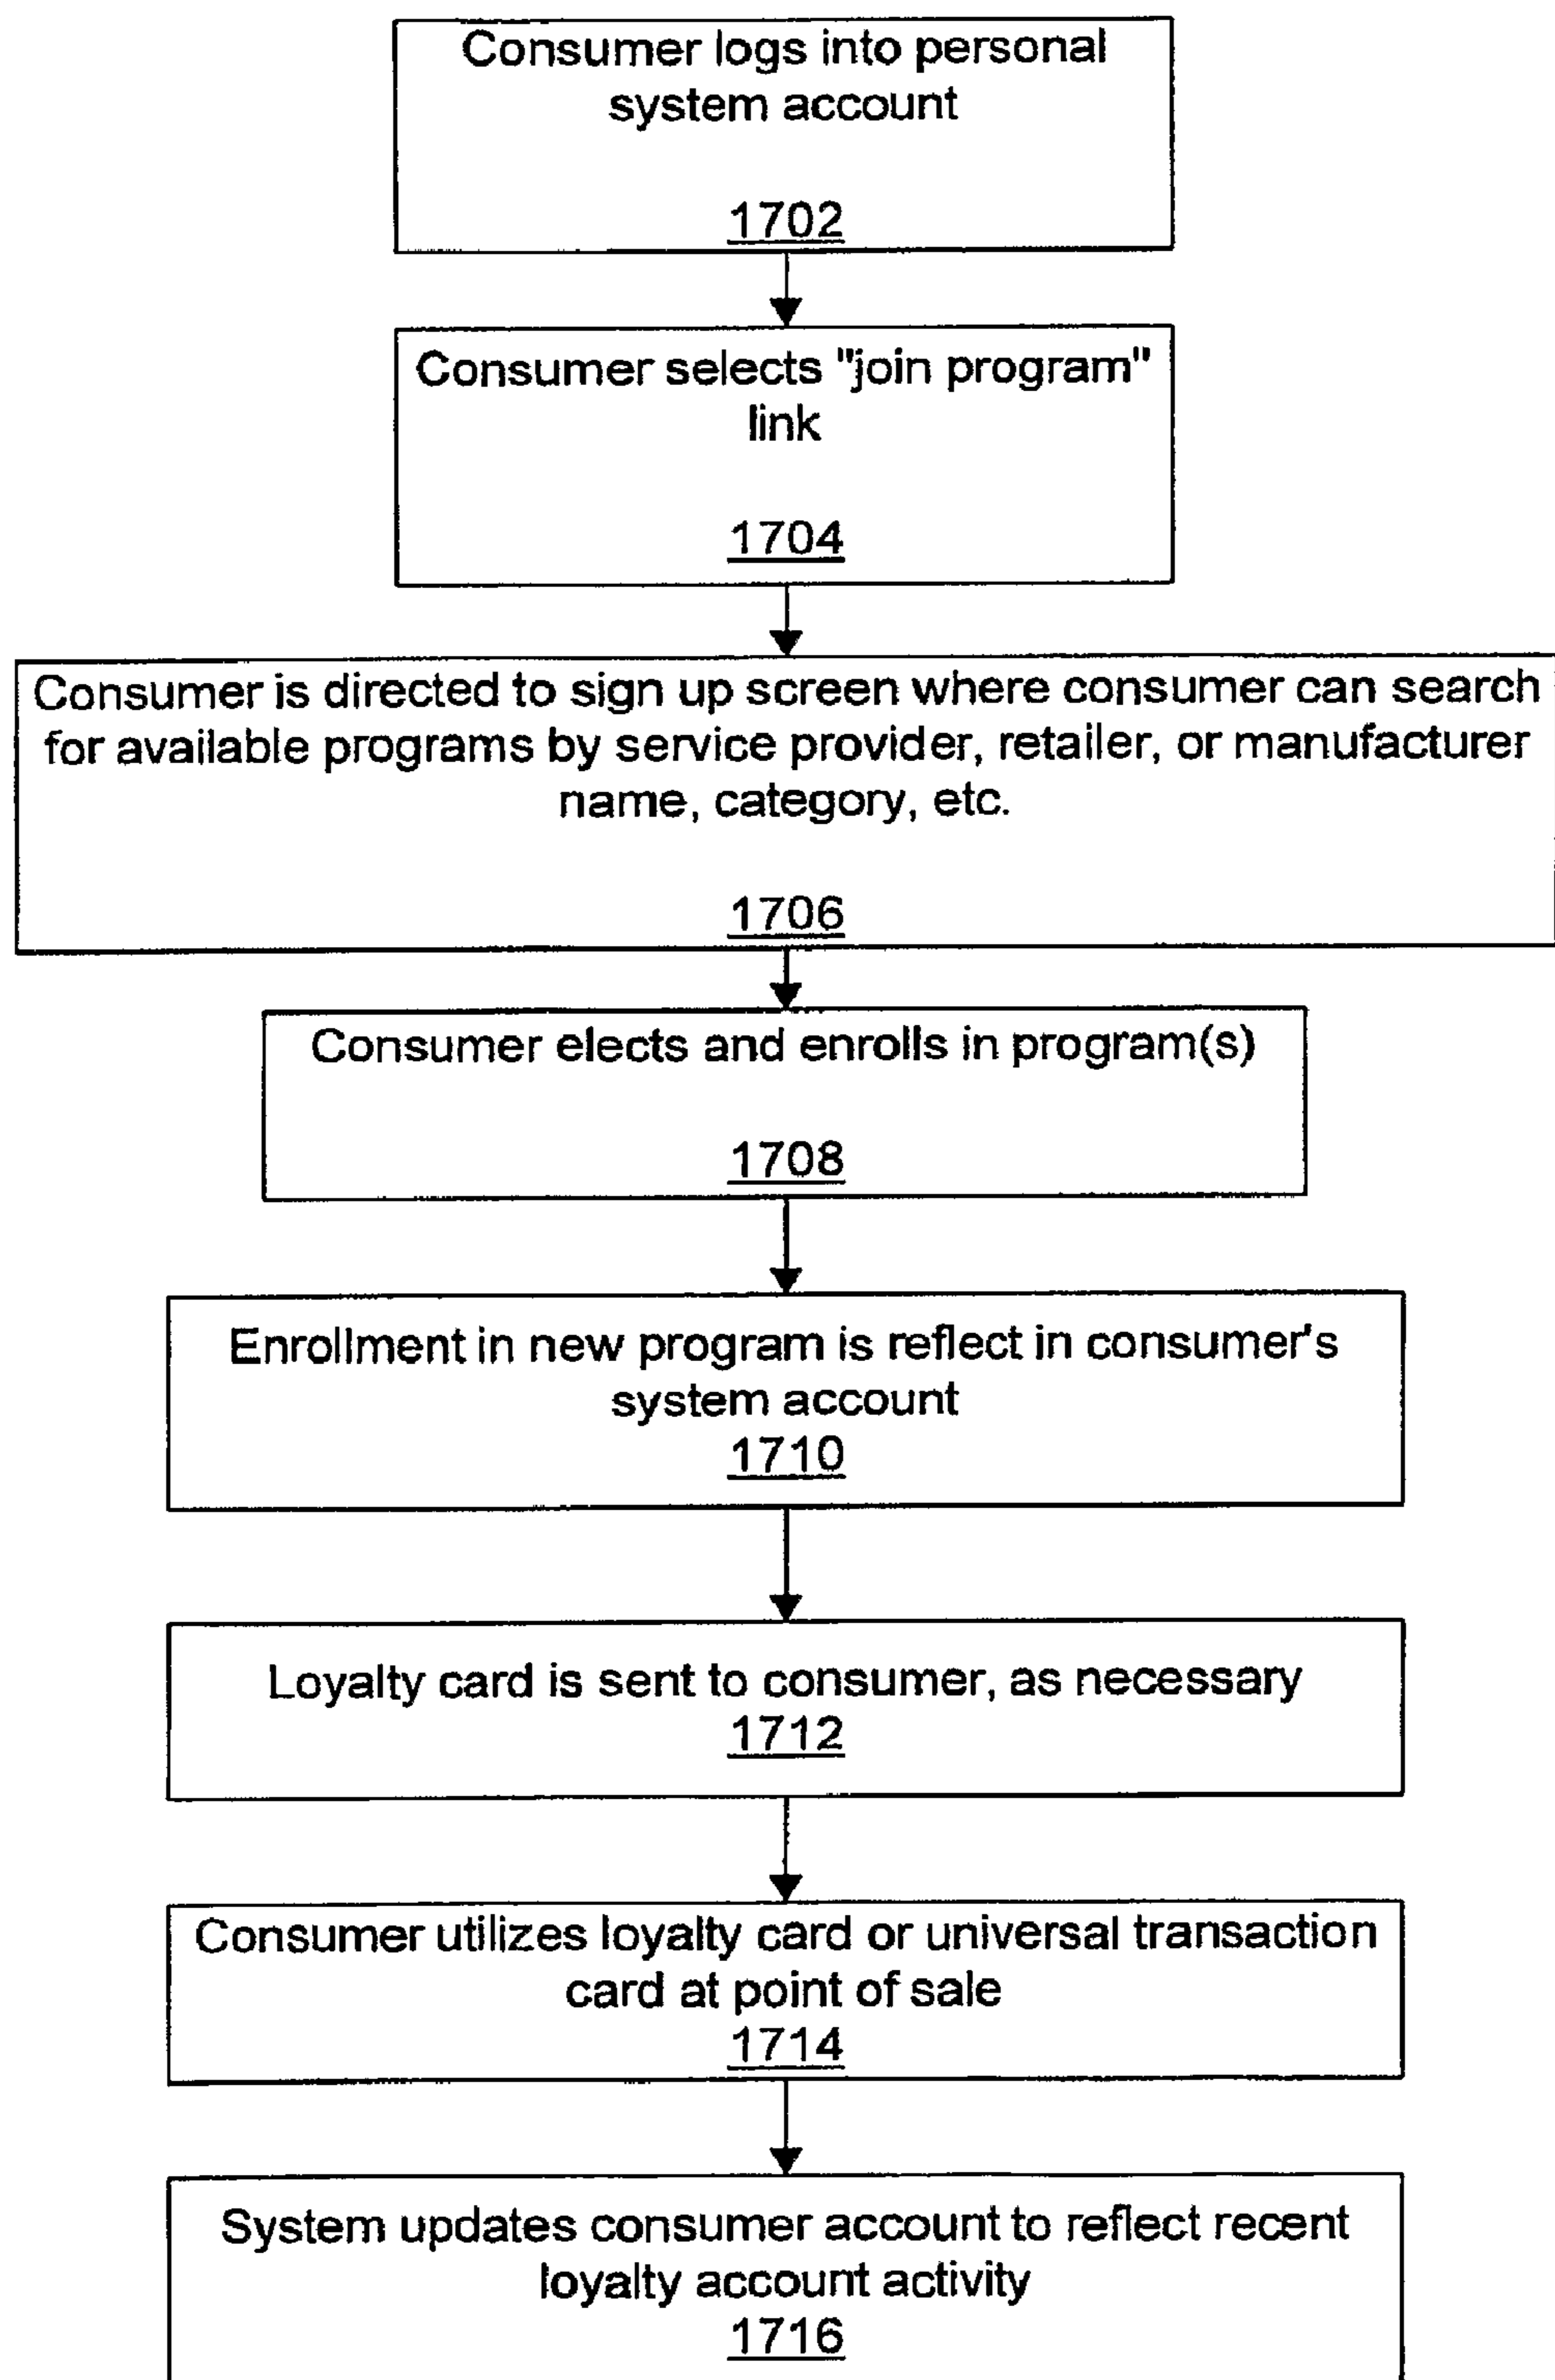 Consumer logs into personal
system account
1702
Consumer selects "join program"
link
1704
Consumer is directed to sign up screen where consumer can search
for available programs by service provider, retailer, or manufacturer
name, category, etc.
1706
Consumer elects and enrolls in program(s)
1708
Enrollment in new program is reflect in consumer's
system account
1710
Loyalty card is sent to consumer, as necessary
1712
Consumer utilizes loyalty card or universal transaction
card at point of sale
1714
System updates consumer account to reflect recent
loyalty account activity
1716